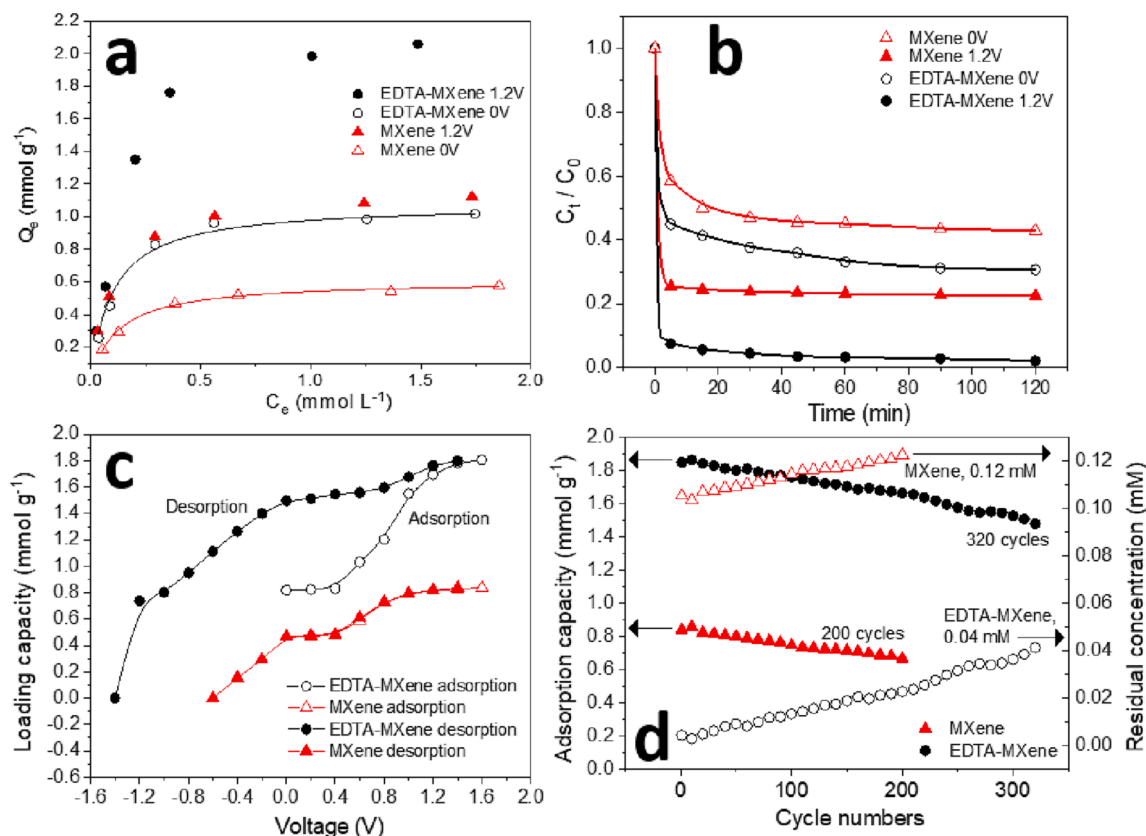 a
2.2
2.0
1.8
1.6
1.4
1.2
1.0
0.8
0.6
0.4
0.2
Qe (mmol g⁻¹)
EDTA-MXene 1.2V
EDTA-MXene 0V
MXene 1.2V
MXene 0V
0.0 0.5 1.0 1.5 2.0
Ce (mmol L⁻¹)
b
1.0
0.8
0.6
0.4
0.2
0.0
Ct / C0
MXene 0V
MXene 1.2V
EDTA-MXene 0V
EDTA-MXene 1.2V
0 20 40 60 80 100 120
Time (min)
c
2.0
1.8
1.6
1.4
1.2
1.0
0.8
0.6
0.4
0.2
0.0
-0.2
-0.4
-0.6
Loading capacity (mmol g⁻¹)
Desorption
Adsorption
EDTA-MXene adsorption
MXene adsorption
EDTA-MXene desorption
MXene desorption
-1.6 -1.2 -0.8 -0.4 0.0 0.4 0.8 1.2 1.6 2.0
Voltage (V)
d
2.0
1.9
1.8
1.6
1.4
1.2
1.0
0.8
0.6
0.4
0.2
0.0
Adsorption capacity (mmol g⁻¹)
MXene, 0.12 mM
320 cycles
EDTA-MXene,
0.04 mM
200 cycles
MXene
EDTA-MXene
0.12
0.10
0.08
0.06
0.04
0.02
0.00
Residual concentration (mM)
0 100 200 300
Cycle numbers